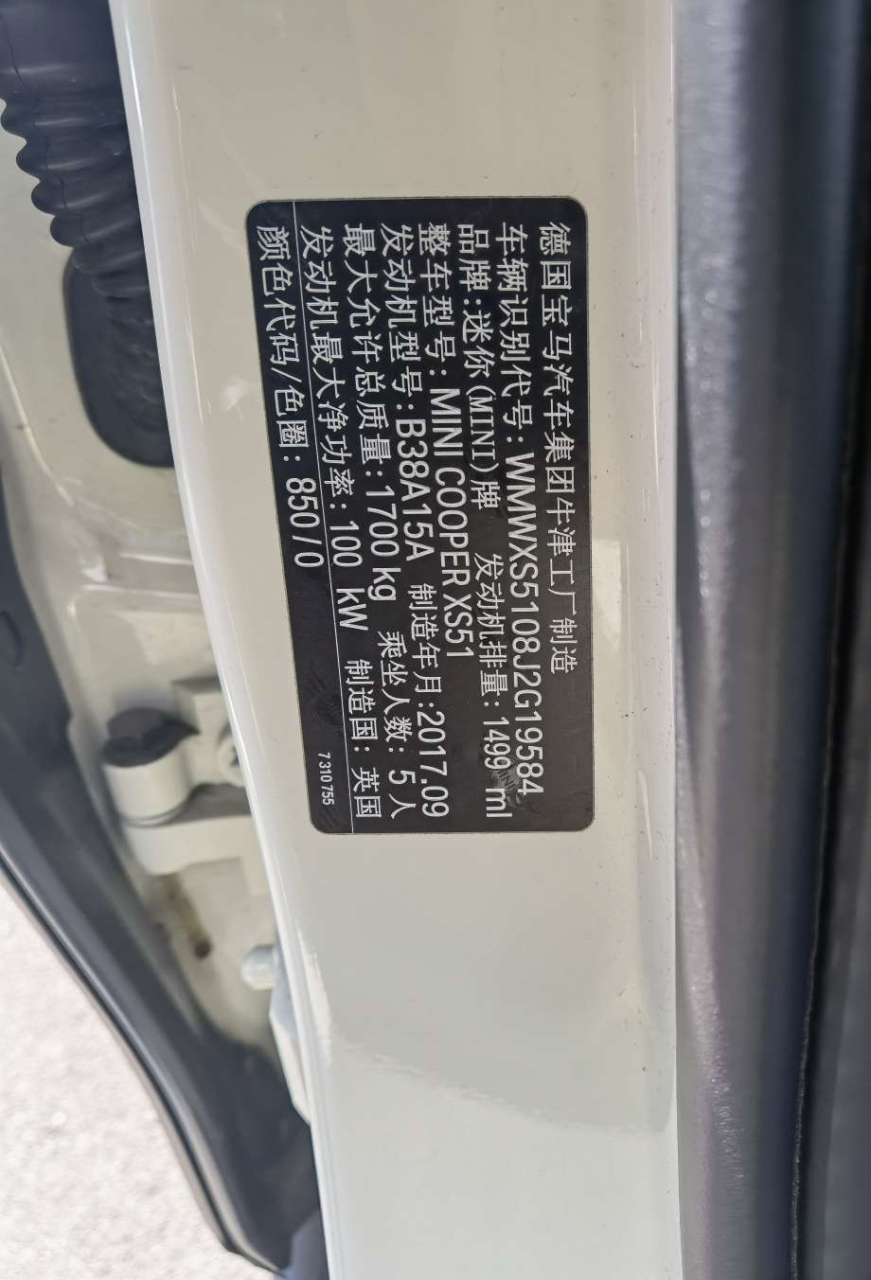 德国宝马汽车集团牛津工厂制造
车辆识别代号: WMWXS5108J2G19584
品牌:迷你(MINI)牌 发动机排量: 1499 ml
整车型号: MINI COOPER XS51
发动机型号: B38A15A 制造年月:2017.09
最大允许总质量: 1700 kg 乘坐人数: 5人
发动机最大净功率: 100 kW 制造国: 英国
颜色代码/色圈: 850/0
7 310 755